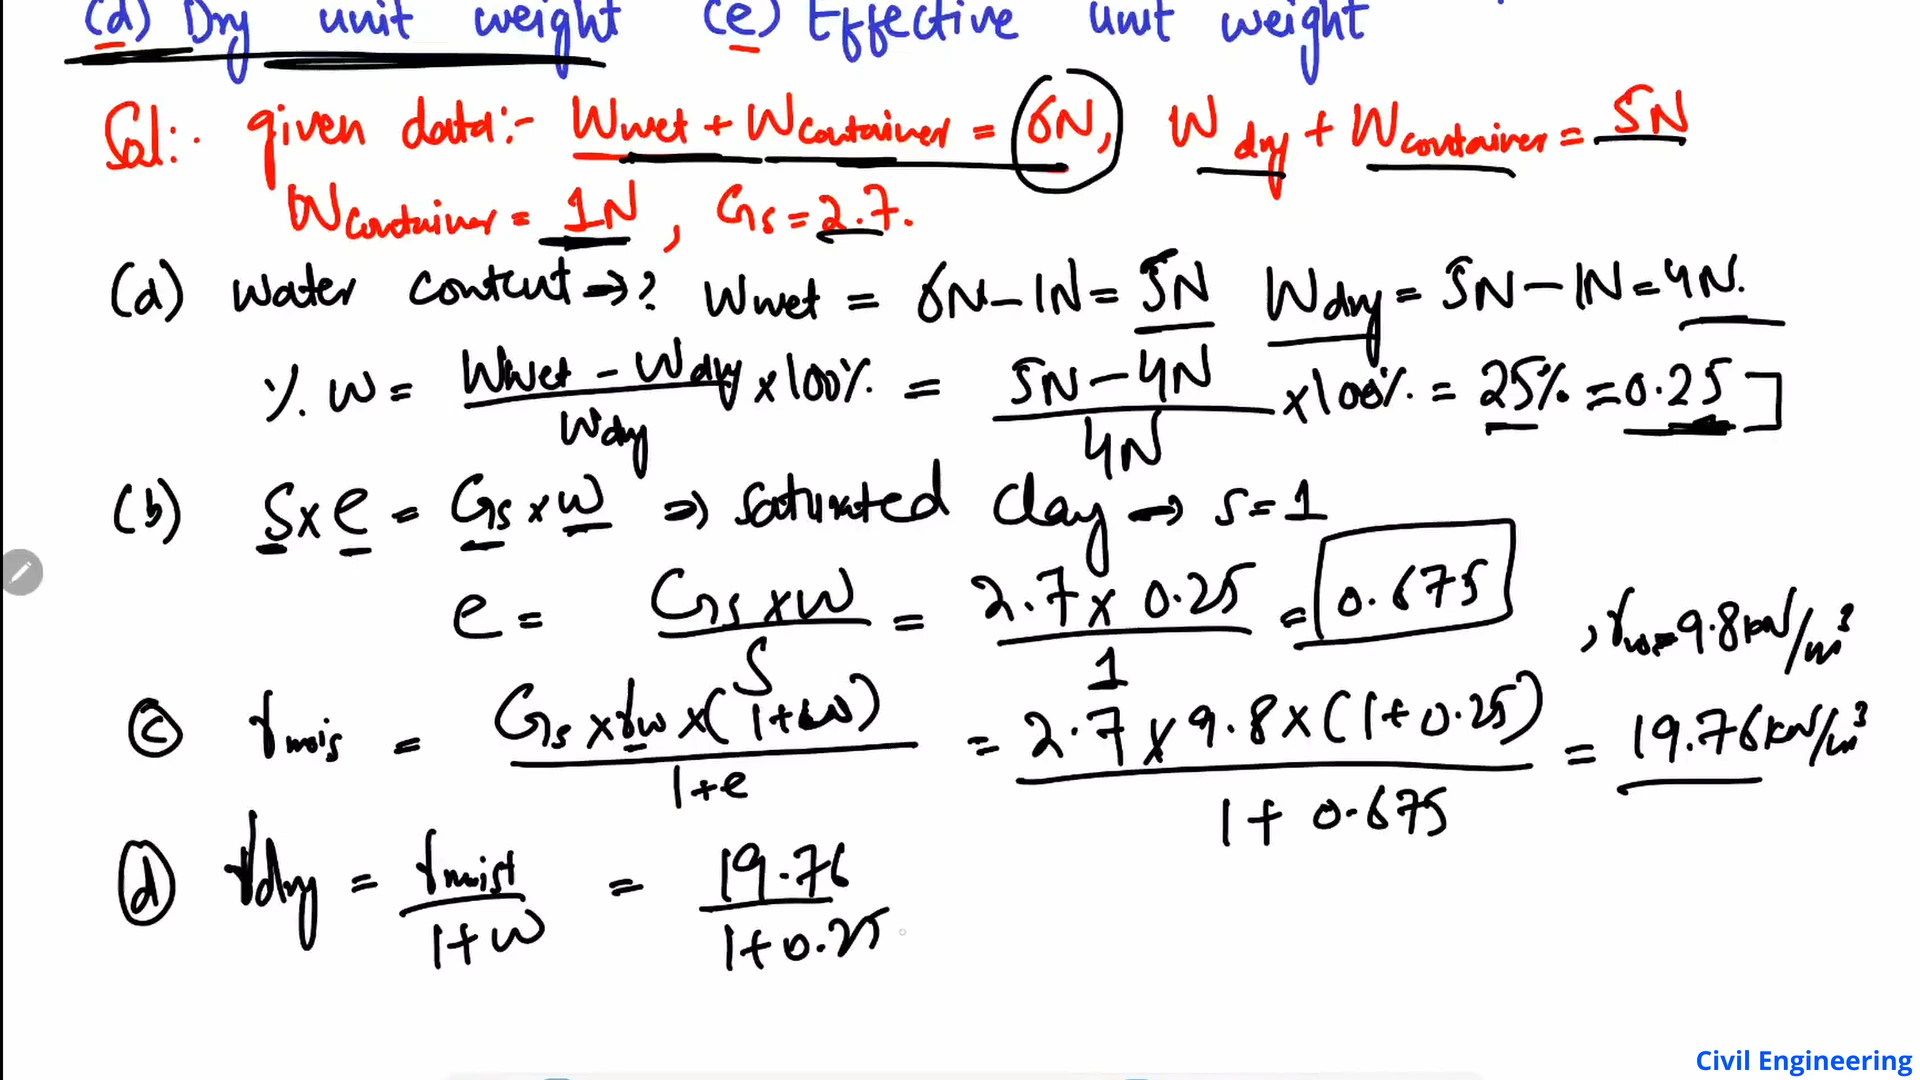 (d) Dry unit weight (e) Effective unit weight
Sol:- given data:- Wwet + Wcontainer = 6N, Wdry + Wcontainer = 5N
Wcontainer = 1N, Gs = 2.7.
(a) Water content → ? Wwet = 6N - 1N = 5N Wdry = 5N - 1N = 4N.
% w = Wwet - Wdry / Wdry × 100% = 5N - 4N / 4N × 100% = 25% = 0.25]
(b) S × e = Gs × w ⇒ Saturated clay → s = 1
e = Gs × w / S = 2.7 × 0.25 / 1 = 0.675
, γw = 9.8 kN/m³
(c) γmois = Gs × γw × (1+w) / 1+e = 2.7 × 9.8 × (1+0.25) / 1 + 0.675 = 19.76 kN/m³
(d) γdry = γmoist / 1+w = 19.76 / 1+0.25
Civil Engineering